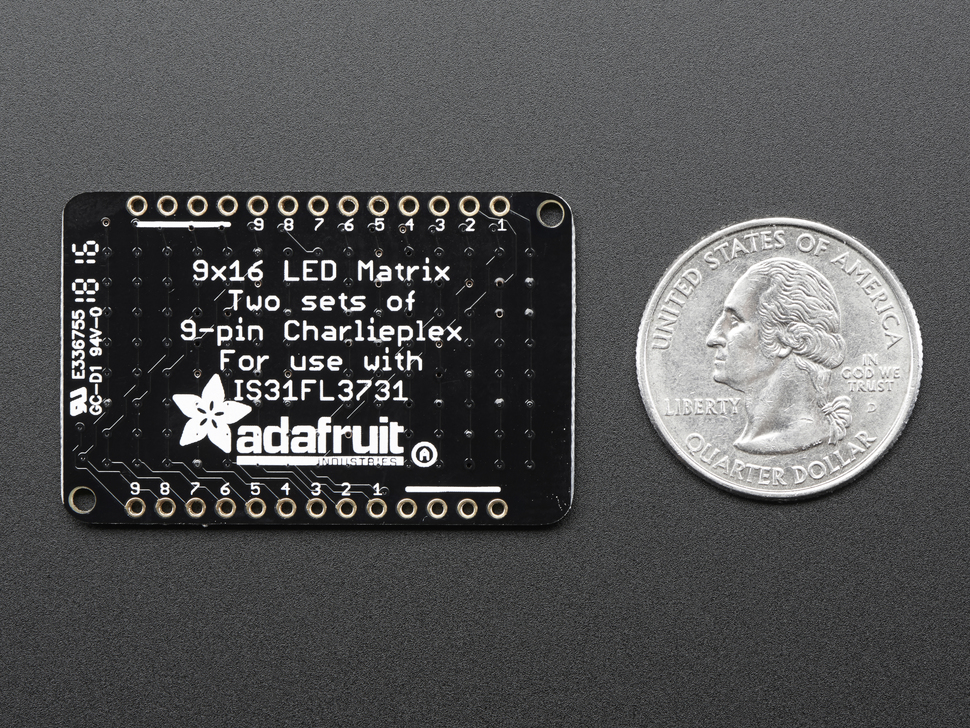 9 8 7 6 5 4 3 2 1
9x16 LED Matrix
Two sets of
9-pin Charlieplex
For use with
IS31FL3731
adafruit
INDUSTRIES
9 8 7 6 5 4 3 2 1
E336755 18 16
GC-D1 94V-0
UNITED STATES OF AMERICA
IN
GOD WE
TRUST
LIBERTY
D
QUARTER DOLLAR